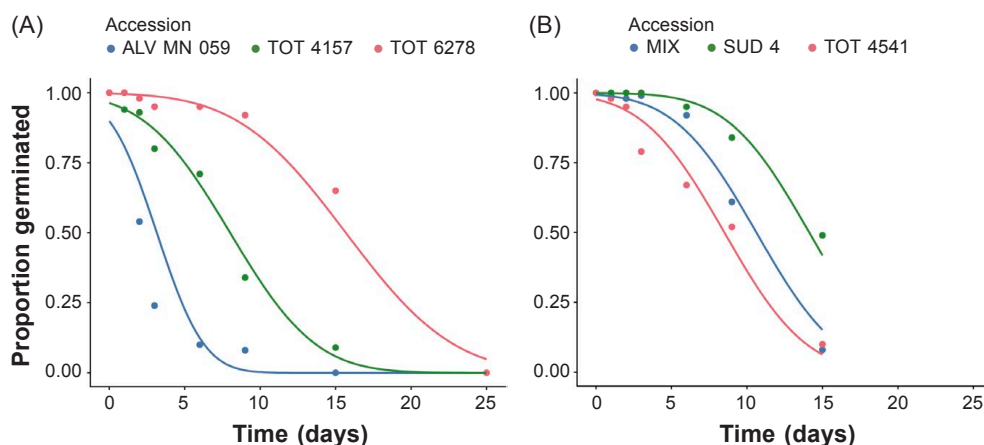 (A)
Accession
ALV MN 059 TOT 4157 TOT 6278
Proportion germinated
1.00
0.75
0.50
0.25
0.00
0 5 10 15 20 25
Time (days)
(B)
Accession
MIX SUD 4 TOT 4541
1.00
0.75
0.50
0.25
0.00
0 5 10 15 20 25
Time (days)